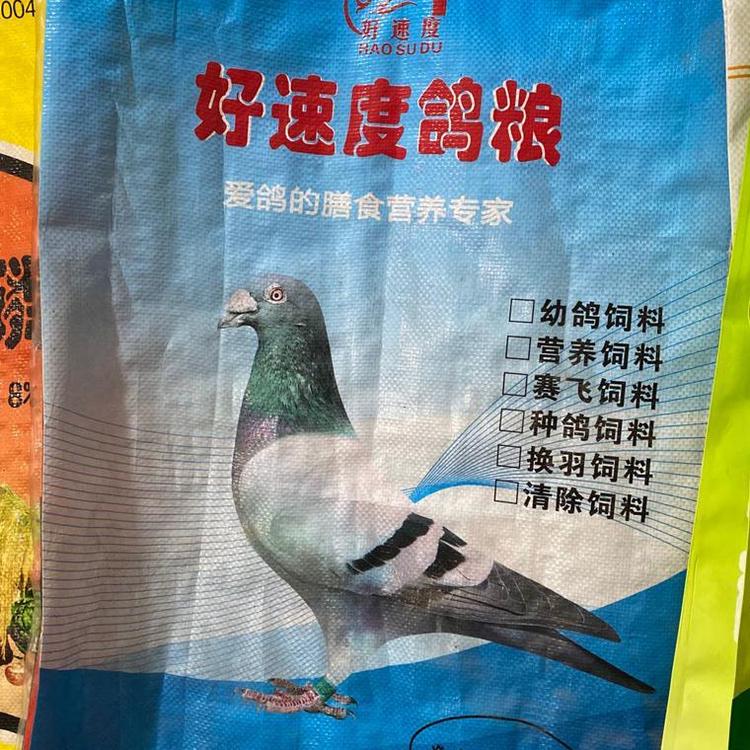 004
好速度
HAO SU DU
好速度鸽粮
爱鸽的膳食营养专家
□幼鸽饲料
□营养饲料
□赛飞饲料
□种鸽饲料
□换羽饲料
□清除饲料